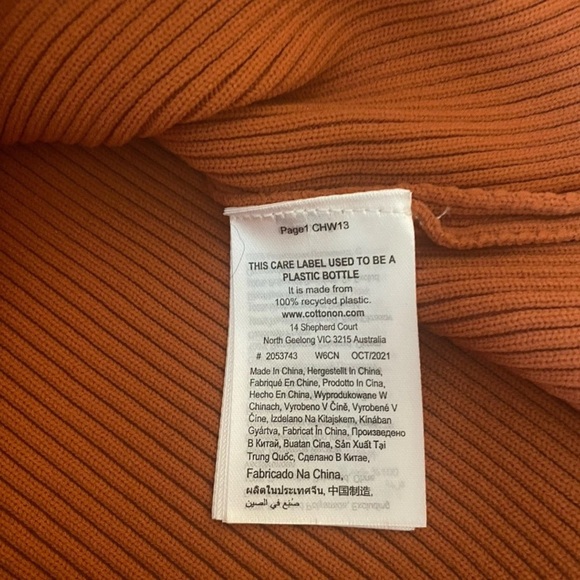 Page1 CHW13
THIS CARE LABEL USED TO BE A
PLASTIC BOTTLE
It is made from
100% recycled plastic.
www.cottonon.com
14 Shepherd Court
North Geelong VIC 3215 Australia
# 2053743 W6CN OCT/2021
Made In China, Hergestellt In China,
Fabriqué En Chine, Prodotto In Cina,
Hecho En China, Wyprodukowane W
Chinach, Vyrobeno V Číně, Vyrobené V
Číne, Izdelano Na Kitajskem, Kínában
Gyártva, Fabricat În China, Произведено
В Китай, Buatan Cina, Sản Xuất Tại
Trung Quốc, Сделано В Китае,
Fabricado Na China,
ผลิตในประเทศจีน, 中国制造,
صُنِع في الصين